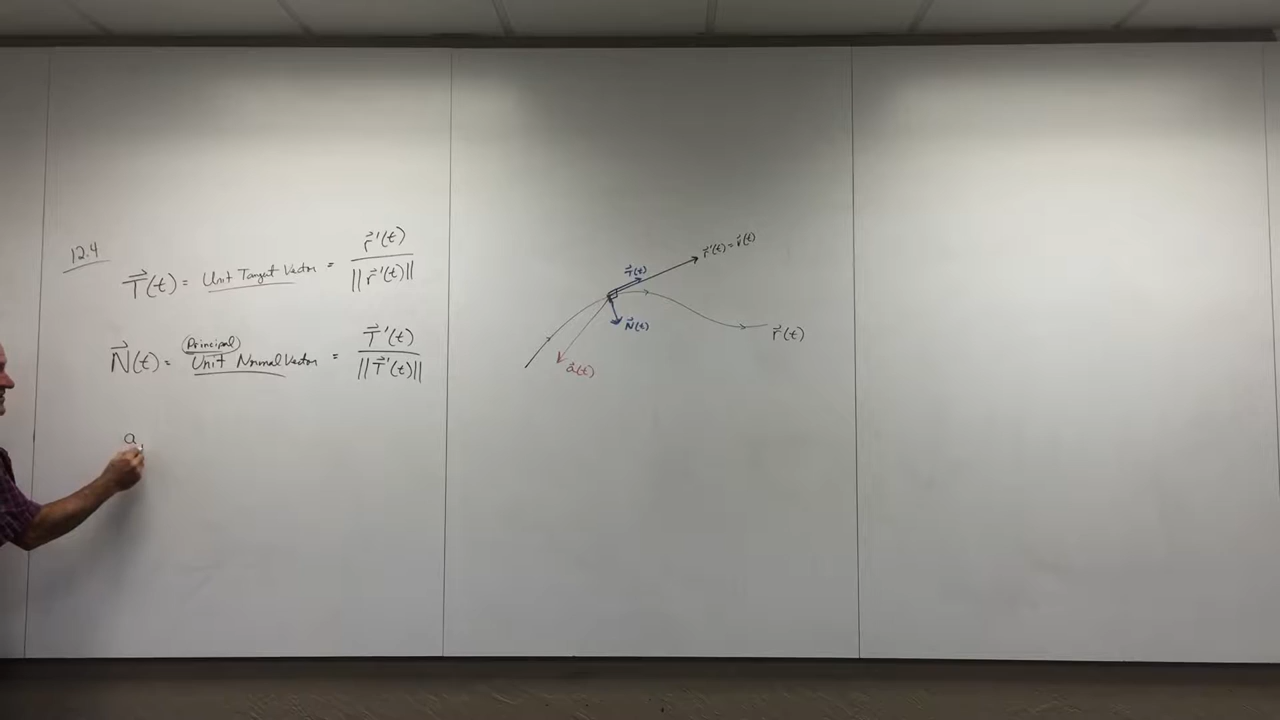 12.4
T⃗(t) = Unit Tangent Vector = r⃗'(t) / ||r⃗'(t)||
N⃗(t) = (Principal) Unit Normal Vector = T⃗'(t) / ||T⃗'(t)||
a
r⃗'(t) = v⃗(t)
T⃗(t)
N⃗(t)
r⃗(t)
a⃗(t)